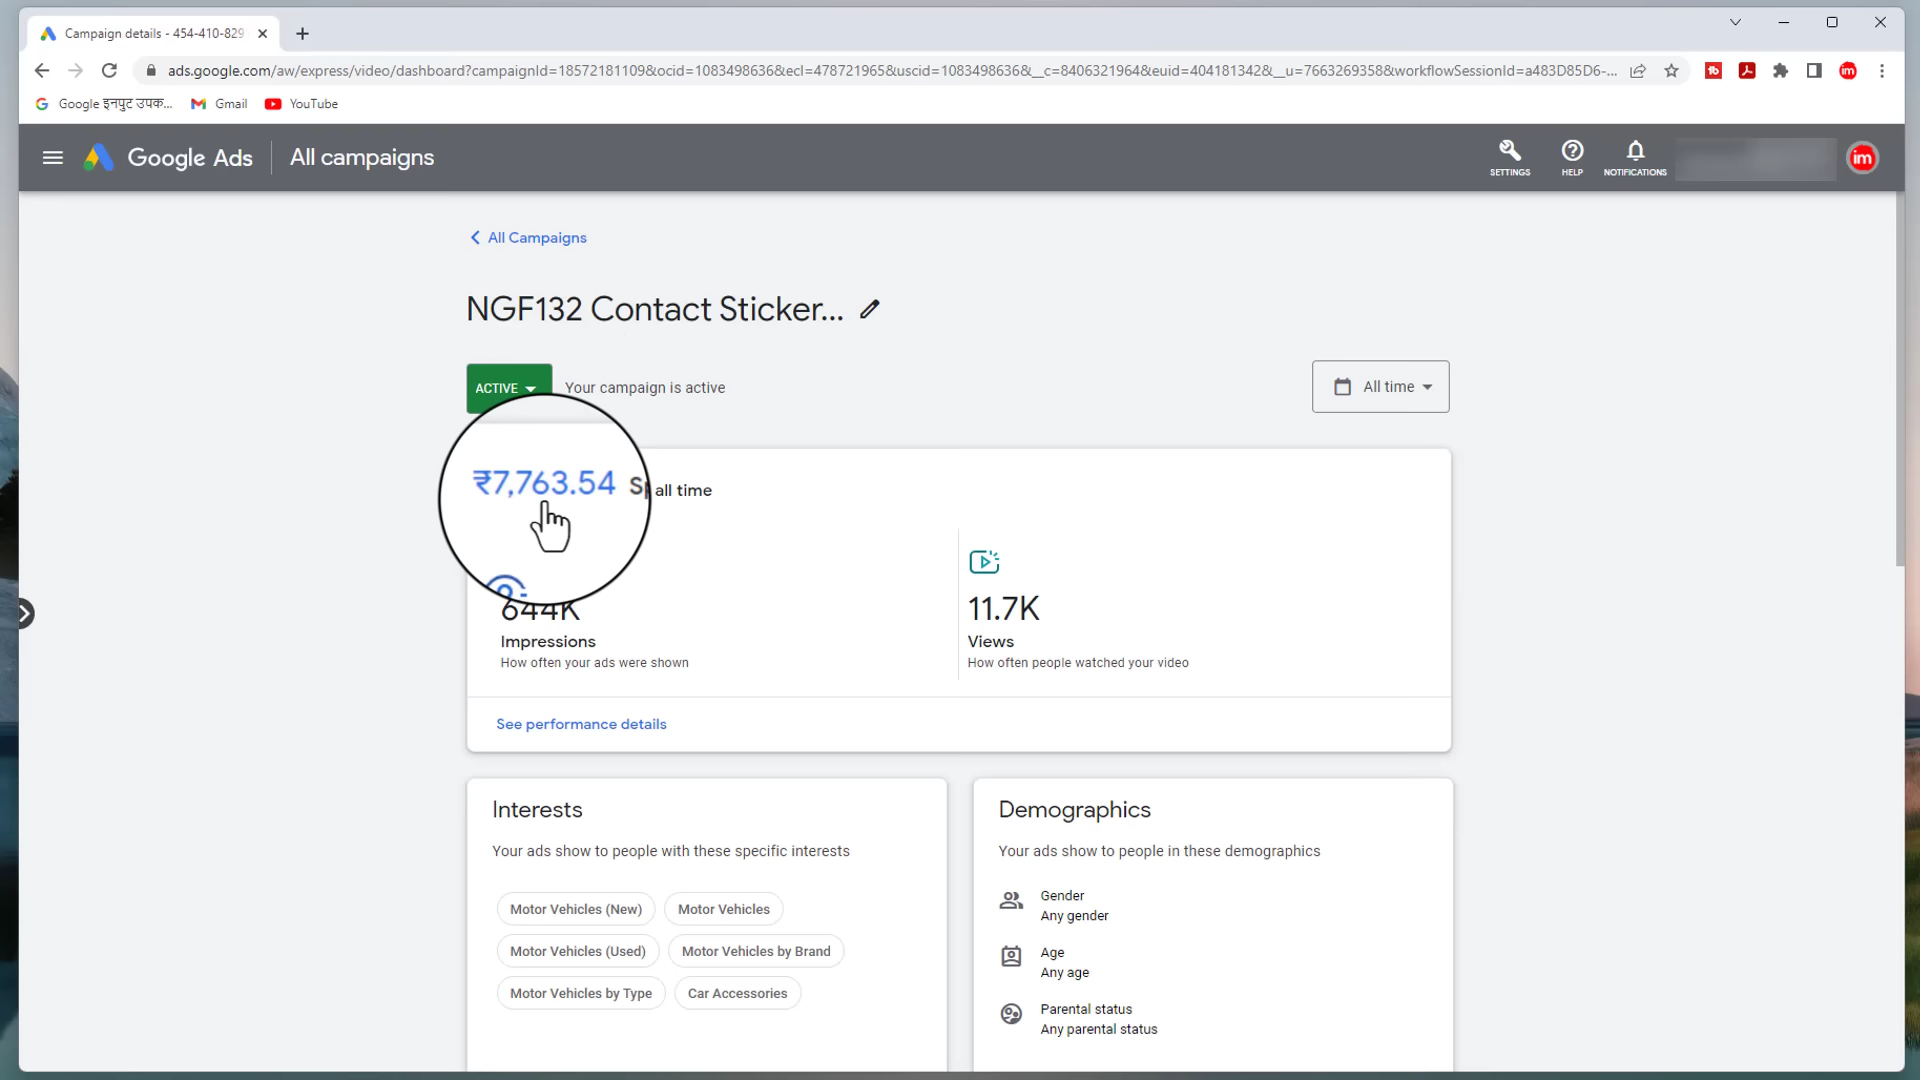 Campaign details - 454-410-829
ads.google.com/aw/express/video/dashboard?campaignId=18572181109&ocid=1083498636&ecl=478721965&uscid=1083498636&__c=8406321964&euid=404181342&__u=7663269358&workflowSessionId=a483D85D6-...
Google इनपुट उपक... Gmail YouTube
Google Ads All campaigns SETTINGS HELP NOTIFICATIONS im
All Campaigns
NGF132 Contact Sticker...
ACTIVE Your campaign is active All time
₹7,763.54 all time
644K 11.7K
Impressions Views
How often your ads were shown How often people watched your video
See performance details
Interests
Your ads show to people with these specific interests
Motor Vehicles (New) Motor Vehicles
Motor Vehicles (Used) Motor Vehicles by Brand
Motor Vehicles by Type Car Accessories
Demographics
Your ads show to people in these demographics
Gender
Any gender
Age
Any age
Parental status
Any parental status